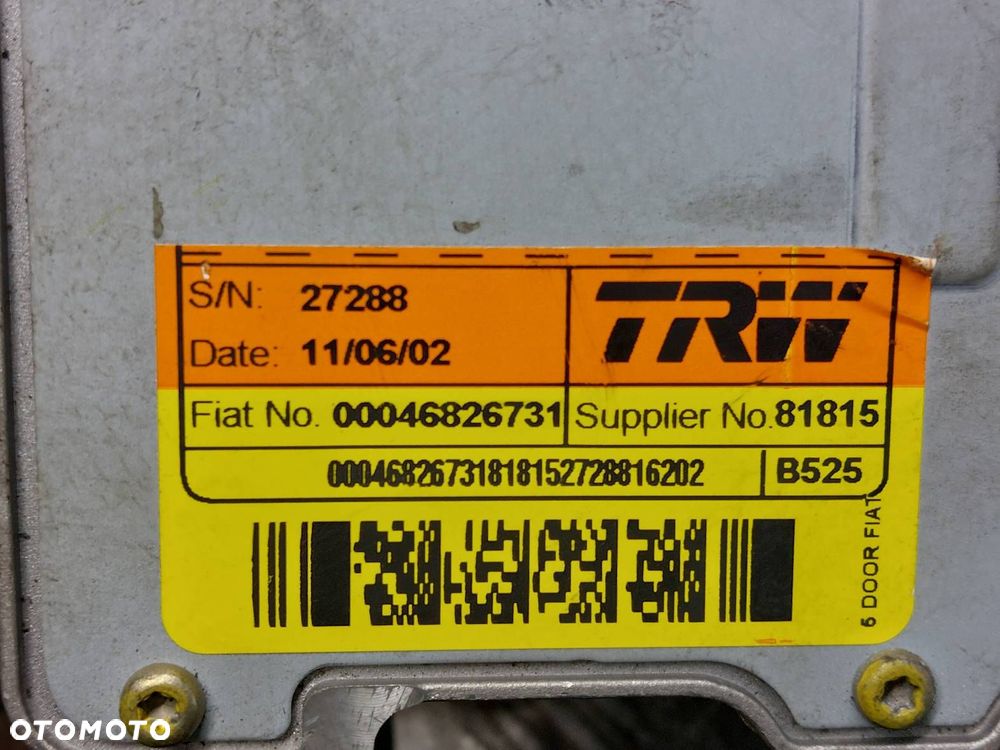 S/N: 27288
TRW
Date: 11/06/02
Fiat No. 00046826731 Supplier No. 81815
00046826731818152728816202 B525
5 DOOR FIAT
OTOMOTO